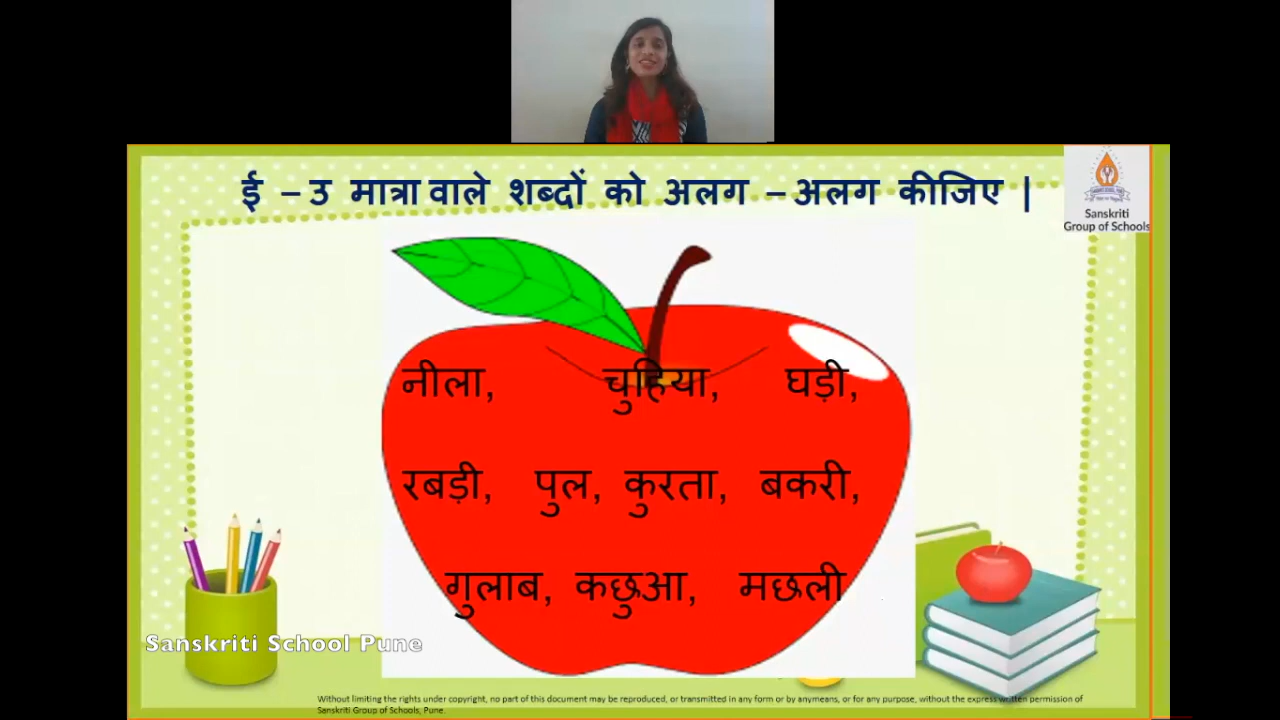 ई – उ मात्रा वाले शब्दों को अलग – अलग कीजिए |
Sanskriti
Group of Schools
नीला, चुहिया, घड़ी,
रबड़ी, पुल, कुरता, बकरी,
गुलाब, कछुआ, मछली
Sanskriti School Pune
Without limiting the rights under copyright, no part of this document may be reproduced, or transmitted in any form or by anymeans, or for any purpose, without the express written permission of
Sanskriti Group of Schools, Pune.